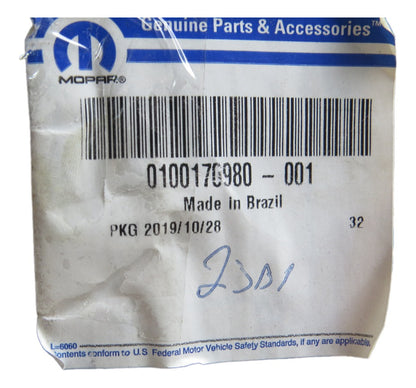 Genuine Parts & Accessories™
MOPAR®
0100170980 - 001
Made in Brazil
PKG 2019/10/28 32
23B1
L=6060
Contents conform to U.S. Federal Motor Vehicle Safety Standards, if any are applicable.